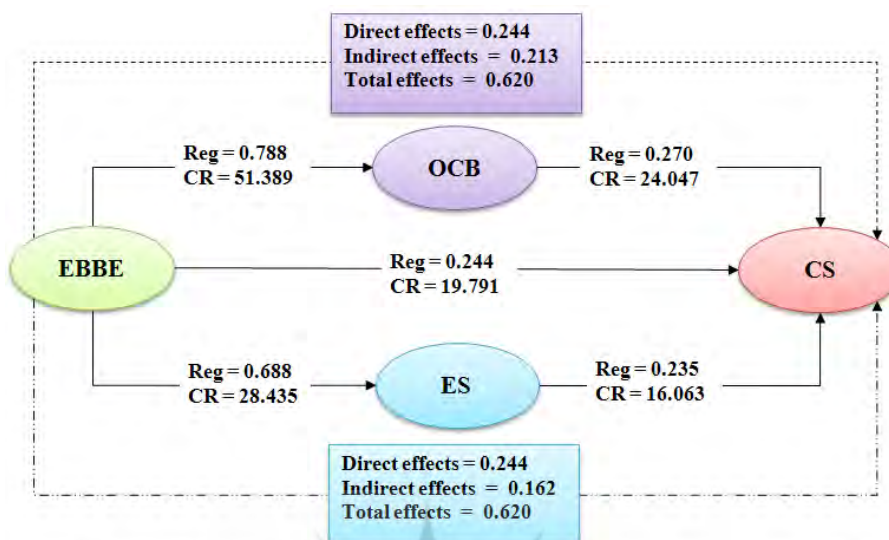 Direct effects = 0.244
Indirect effects = 0.213
Total effects = 0.620
Reg = 0.788
CR = 51.389
OCB
Reg = 0.270
CR = 24.047
EBBE
Reg = 0.244
CR = 19.791
CS
Reg = 0.688
CR = 28.435
ES
Reg = 0.235
CR = 16.063
Direct effects = 0.244
Indirect effects = 0.162
Total effects = 0.620